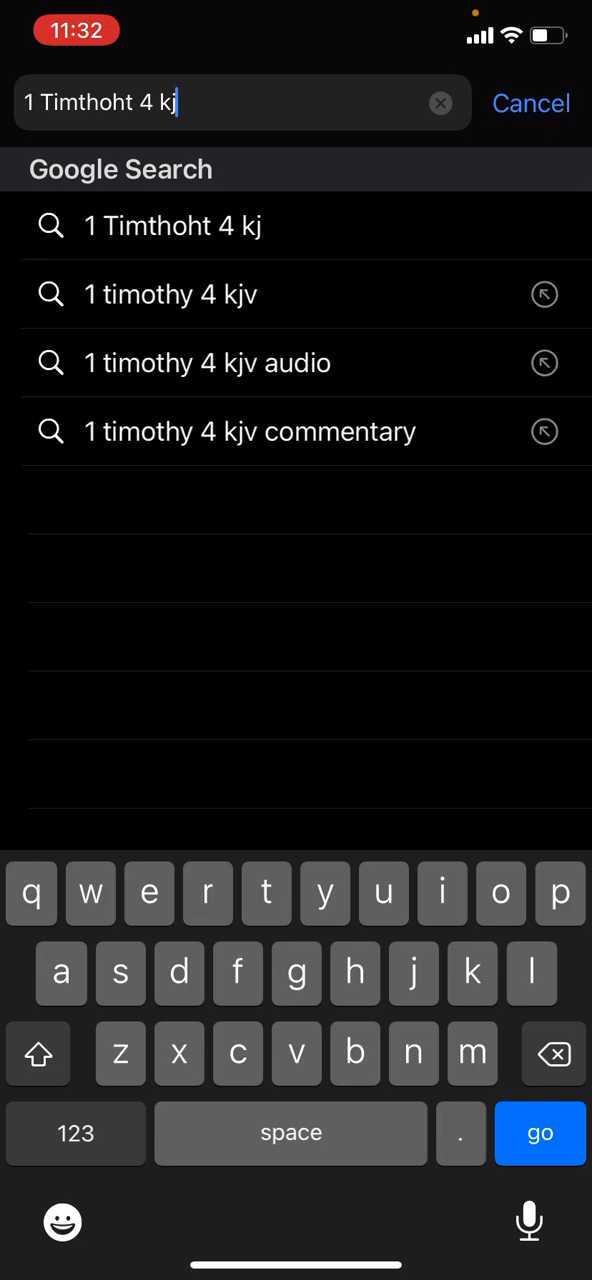 11:32
1 Timthoht 4 kj
Cancel
Google Search
1 Timthoht 4 kj
1 timothy 4 kjv
1 timothy 4 kjv audio
1 timothy 4 kjv commentary
q w e r t y u i o p
a s d f g h j k l
z x c v b n m
123 space . go